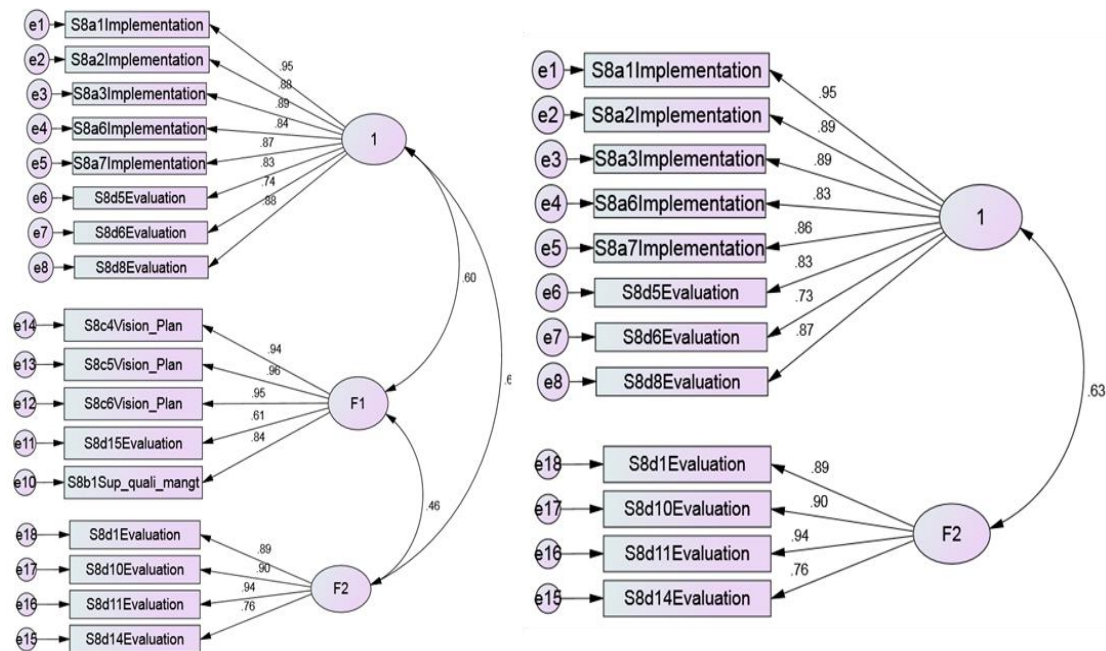 e1 S8a1Implementation
e2 S8a2Implementation
e3 S8a3Implementation
e4 S8a6Implementation
e5 S8a7Implementation
e6 S8d5Evaluation
e7 S8d6Evaluation
e8 S8d8Evaluation
.95
.88
.89
.84
.87
.83
.74
.88
1
.60
e14 S8c4Vision_Plan
e13 S8c5Vision_Plan
e12 S8c6Vision_Plan
e11 S8d15Evaluation
e10 S8b1Sup_quali_mangt
.94
.96
.95
.61
.84
F1
.46
e18 S8d1Evaluation
e17 S8d10Evaluation
e16 S8d11Evaluation
e15 S8d14Evaluation
.89
.90
.94
.76
F2
e1 S8a1Implementation
e2 S8a2Implementation
e3 S8a3Implementation
e4 S8a6Implementation
e5 S8a7Implementation
e6 S8d5Evaluation
e7 S8d6Evaluation
e8 S8d8Evaluation
.95
.89
.89
.83
.86
.83
.73
.87
1
.63
e18 S8d1Evaluation
e17 S8d10Evaluation
e16 S8d11Evaluation
e15 S8d14Evaluation
.89
.90
.94
.76
F2